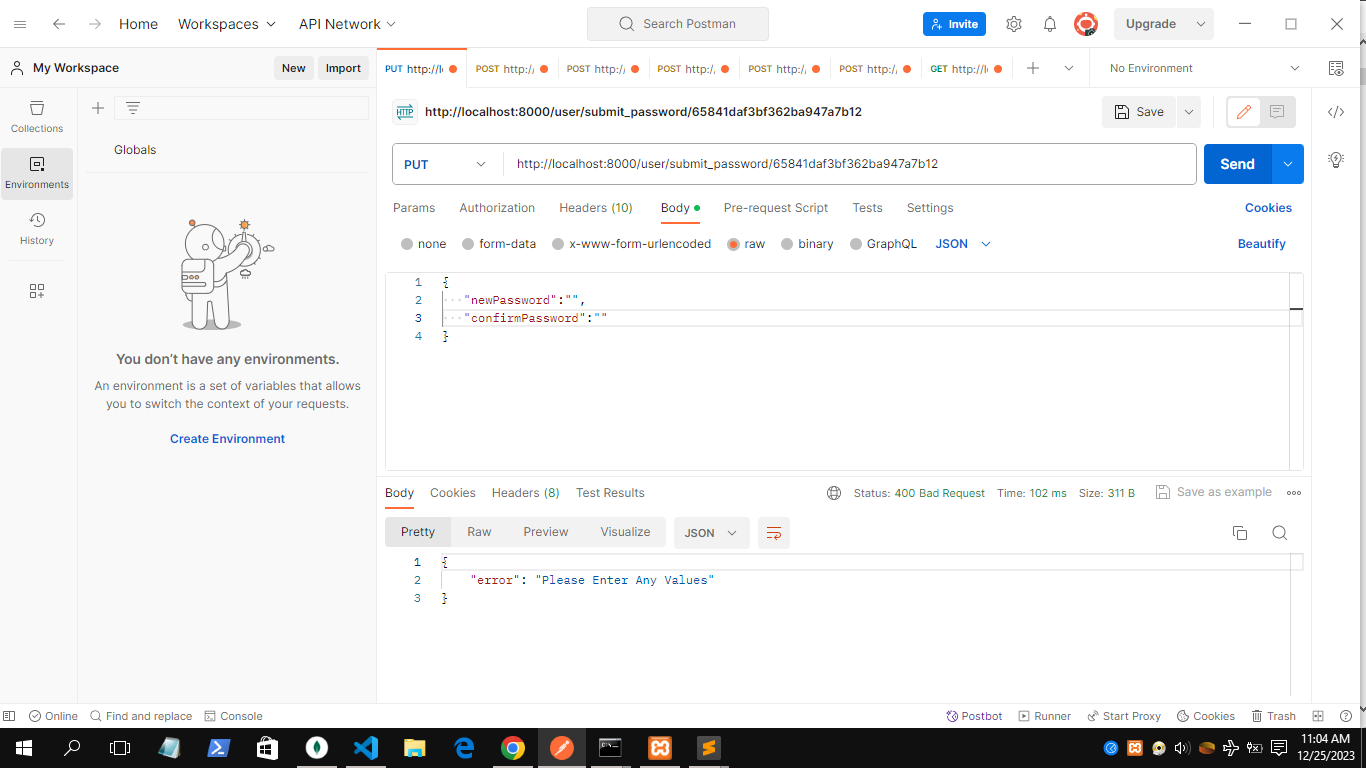 Home Workspaces API Network Search Postman Invite Upgrade
My Workspace New Import
PUT http://l POST http:/ POST http:/ POST http:/ POST http:/ POST http:/ GET http://l No Environment
Collections
Environments
History
Globals
You don't have any environments.
An environment is a set of variables that allows
you to switch the context of your requests.
Create Environment
HTTP http://localhost:8000/user/submit_password/65841daf3bf362ba947a7b12 Save
PUT http://localhost:8000/user/submit_password/65841daf3bf362ba947a7b12 Send
Params Authorization Headers (10) Body Pre-request Script Tests Settings Cookies
none form-data x-www-form-urlencoded raw binary GraphQL JSON Beautify
1 {
2 "newPassword":"",
3 "confirmPassword":""
4 }
Body Cookies Headers (8) Test Results Status: 400 Bad Request Time: 102 ms Size: 311 B Save as example
Pretty Raw Preview Visualize JSON
1 {
2 "error": "Please Enter Any Values"
3 }
Online Find and replace Console Postbot Runner Start Proxy Cookies Trash
11:04 AM
12/25/2023